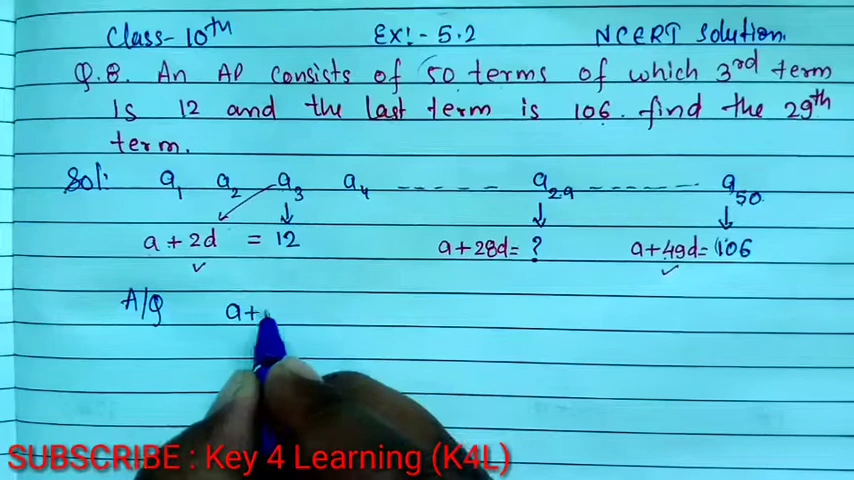 Class- 10th Ex:- 5.2 NCERT Solution.
Q.8. An AP consists of 50 terms of which 3rd term
is 12 and the last term is 106. find the 29th
term.
Sol: a1 a2 a3 a4 ------ a29 ------- a50
a + 2d = 12 a+28d= ? a+49d= 106
A/Q a+
SUBSCRIBE : Key 4 Learning (K4L)